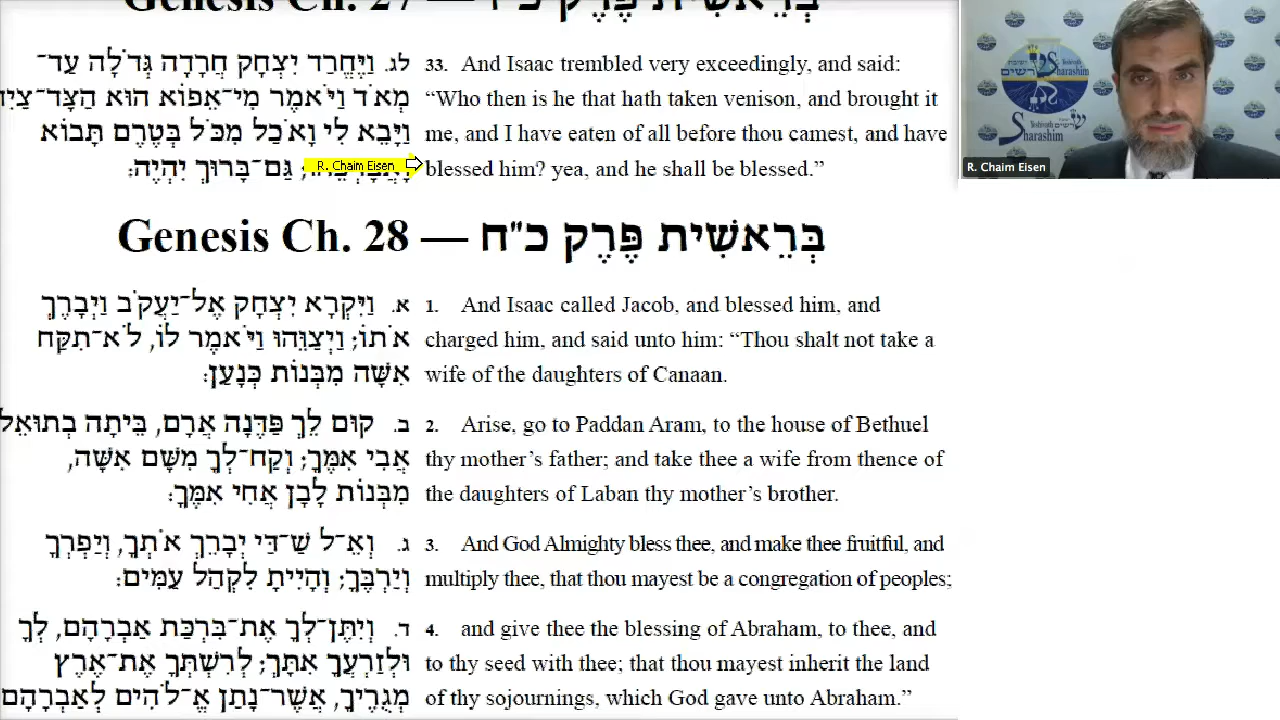 Genesis Ch. 27 — בְּרֵאשִׁית פֶּרֶק כ״ז
לג. וַיֶּחֱרַד יִצְחָק חֲרָדָה גְּדֹלָה עַד־
מְאֹד וַיֹּאמֶר מִי־אֵפוֹא הוּא הַצָּד־צַיִד
וַיָּבֵא לִי וָאֹכַל מִכֹּל בְּטֶרֶם תָּבוֹא
גַּם־בָּרוּךְ יִהְיֶה:
R. Chaim Eisen
33. And Isaac trembled very exceedingly, and said:
“Who then is he that hath taken venison, and brought it
me, and I have eaten of all before thou camest, and have
blessed him? yea, and he shall be blessed.”
Genesis Ch. 28 — בְּרֵאשִׁית פֶּרֶק כ״ח
א. וַיִּקְרָא יִצְחָק אֶל־יַעֲקֹב וַיְבָרֶךְ
אֹתוֹ; וַיְצַוֵּהוּ וַיֹּאמֶר לוֹ, לֹא־תִקַּח
אִשָּׁה מִבְּנוֹת כְּנָעַן:
1. And Isaac called Jacob, and blessed him, and
charged him, and said unto him: “Thou shalt not take a
wife of the daughters of Canaan.
ב. קוּם לֵךְ פַּדֶּנָה אֲרָם, בֵּיתָה בְתוּאֵל
אֲבִי אִמֶּךָ; וְקַח־לְךָ מִשָּׁם אִשָּׁה,
מִבְּנוֹת לָבָן אֲחִי אִמֶּךָ:
2. Arise, go to Paddan Aram, to the house of Bethuel
thy mother’s father; and take thee a wife from thence of
the daughters of Laban thy mother’s brother.
ג. וְאֵ־ל שַׁ־דַּי יְבָרֵךְ אֹתְךָ, וְיַפְרְךָ
וְיַרְבֶּךָ; וְהָיִיתָ לִקְהַל עַמִּים:
3. And God Almighty bless thee, and make thee fruitful, and
multiply thee, that thou mayest be a congregation of peoples;
ד. וְיִתֶּן־לְךָ אֶת־בִּרְכַּת אַבְרָהָם, לְךָ
וּלְזַרְעֲךָ אִתָּךְ; לְרִשְׁתְּךָ אֶת־אֶרֶץ
מְגֻרֶיךָ, אֲשֶׁר־נָתַן אֱ־לֹהִים לְאַבְרָהָם
4. and give thee the blessing of Abraham, to thee, and
to thy seed with thee; that thou mayest inherit the land
of thy sojournings, which God gave unto Abraham.”
Yeshivath Sharashim
ישיבת שרשים
Sharashim
R. Chaim Eisen